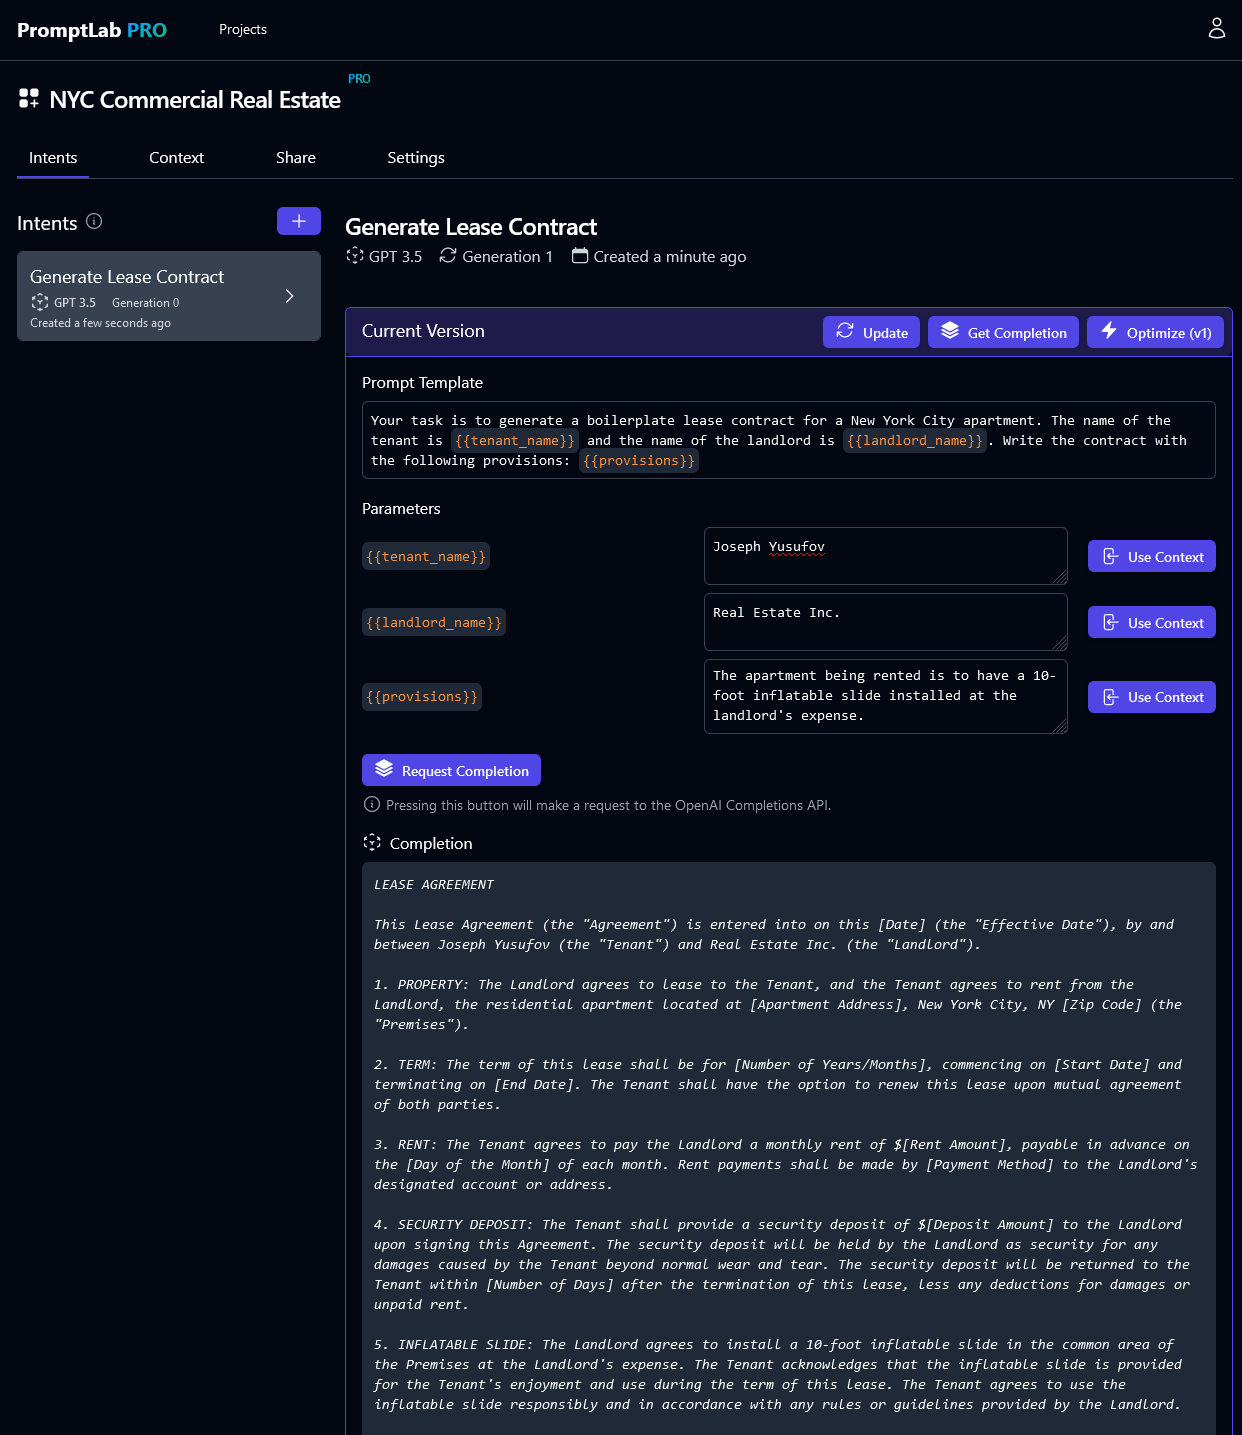 PromptLab PRO
Projects
NYC Commercial Real Estate PRO
Intents
Context
Share
Settings
Intents
+
Generate Lease Contract
GPT 3.5 Generation 0
Created a few seconds ago
Generate Lease Contract
GPT 3.5 Generation 1 Created a minute ago
Current Version
Update
Get Completion
Optimize (v1)
Prompt Template
Your task is to generate a boilerplate lease contract for a New York City apartment. The name of the
tenant is {{tenant_name}} and the name of the landlord is {{landlord_name}}. Write the contract with
the following provisions: {{provisions}}
Parameters
{{tenant_name}}
Joseph Yusufov
Use Context
{{landlord_name}}
Real Estate Inc.
Use Context
{{provisions}}
The apartment being rented is to have a 10-
foot inflatable slide installed at the
landlord's expense.
Use Context
Request Completion
Pressing this button will make a request to the OpenAI Completions API.
Completion
LEASE AGREEMENT
This Lease Agreement (the "Agreement") is entered into on this [Date] (the "Effective Date"), by and
between Joseph Yusufov (the "Tenant") and Real Estate Inc. (the "Landlord").
1. PROPERTY: The Landlord agrees to lease to the Tenant, and the Tenant agrees to rent from the
Landlord, the residential apartment located at [Apartment Address], New York City, NY [Zip Code] (the
"Premises").
2. TERM: The term of this lease shall be for [Number of Years/Months], commencing on [Start Date] and
terminating on [End Date]. The Tenant shall have the option to renew this lease upon mutual agreement
of both parties.
3. RENT: The Tenant agrees to pay the Landlord a monthly rent of $[Rent Amount], payable in advance on
the [Day of the Month] of each month. Rent payments shall be made by [Payment Method] to the Landlord's
designated account or address.
4. SECURITY DEPOSIT: The Tenant shall provide a security deposit of $[Deposit Amount] to the Landlord
upon signing this Agreement. The security deposit will be held by the Landlord as security for any
damages caused by the Tenant beyond normal wear and tear. The security deposit will be returned to the
Tenant within [Number of Days] after the termination of this lease, less any deductions for damages or
unpaid rent.
5. INFLATABLE SLIDE: The Landlord agrees to install a 10-foot inflatable slide in the common area of
the Premises at the Landlord's expense. The Tenant acknowledges that the inflatable slide is provided
for the Tenant's enjoyment and use during the term of this lease. The Tenant agrees to use the
inflatable slide responsibly and in accordance with any rules or guidelines provided by the Landlord.